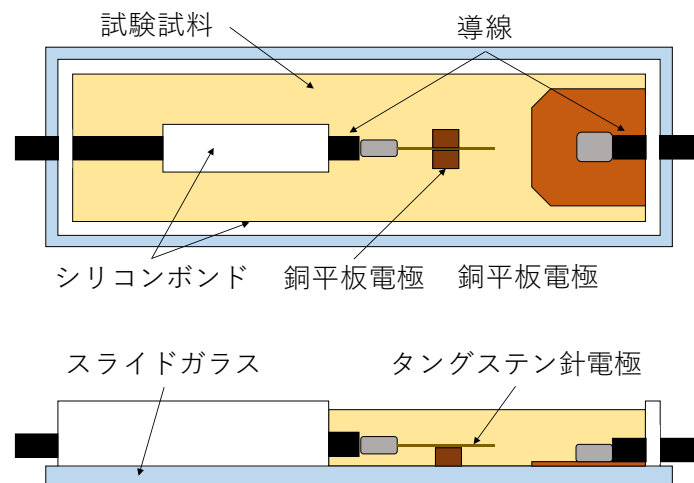 試験試料
導線
シリコンボンド
銅平板電極
銅平板電極
スライドガラス
タングステン針電極